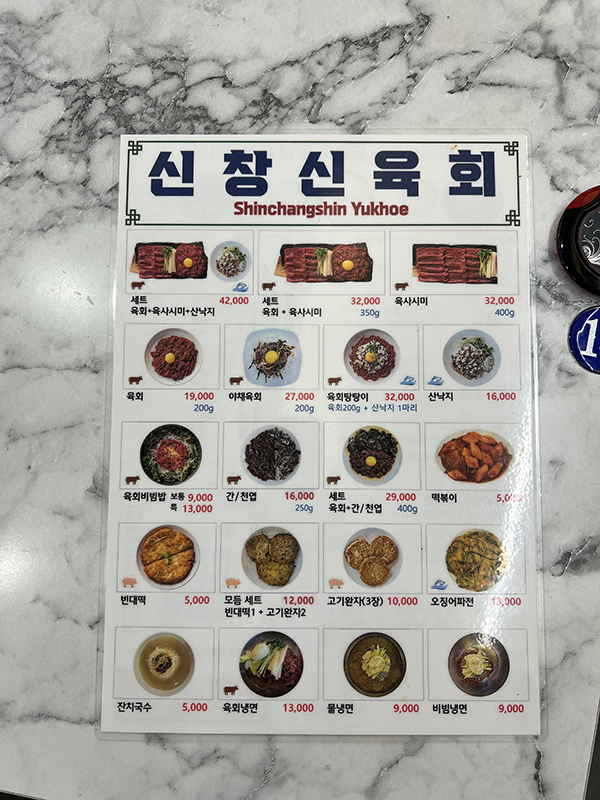 신창신육회
Shinchangshin Yukhoe
세트 42,000
육회+육사시미+산낙지
세트 32,000
육회 + 육사시미 350g
육사시미 32,000
400g
육회 19,000
200g
야채육회 27,000
200g
육회탕탕이 32,000
육회200g + 산낙지 1마리
산낙지 16,000
육회비빔밥 보통 9,000
특 13,000
간/천엽 16,000
250g
세트 29,000
육회+간/천엽 400g
떡볶이
빈대떡 5,000
모듬 세트 12,000
빈대떡1 + 고기완자2
고기완자(3장) 10,000
오징어파전 13,000
잔치국수 5,000
육회냉면 13,000
물냉면 9,000
비빔냉면 9,000
1